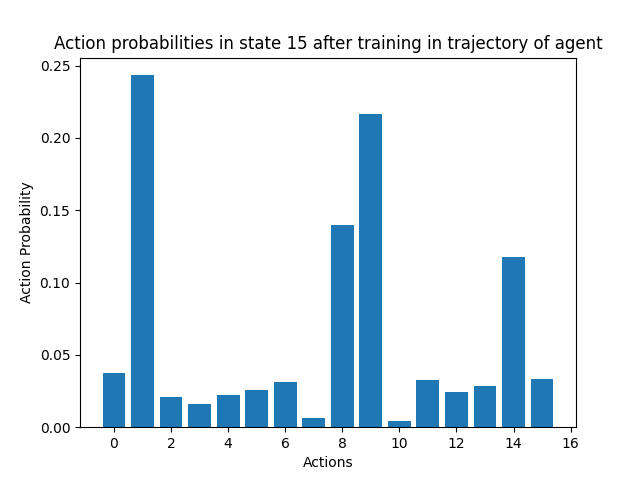 Action probabilities in state 15 after training in trajectory of agent
0.25
0.20
0.15
0.10
0.05
0.00
Action Probability
0 2 4 6 8 10 12 14 16
Actions